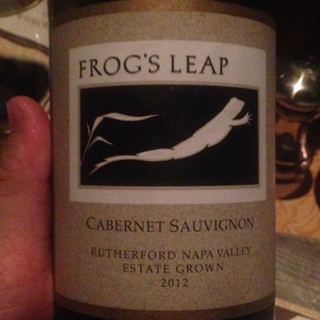 FROG'S LEAP
CABERNET SAUVIGNON
RUTHERFORD NAPA VALLEY
ESTATE GROWN
2012